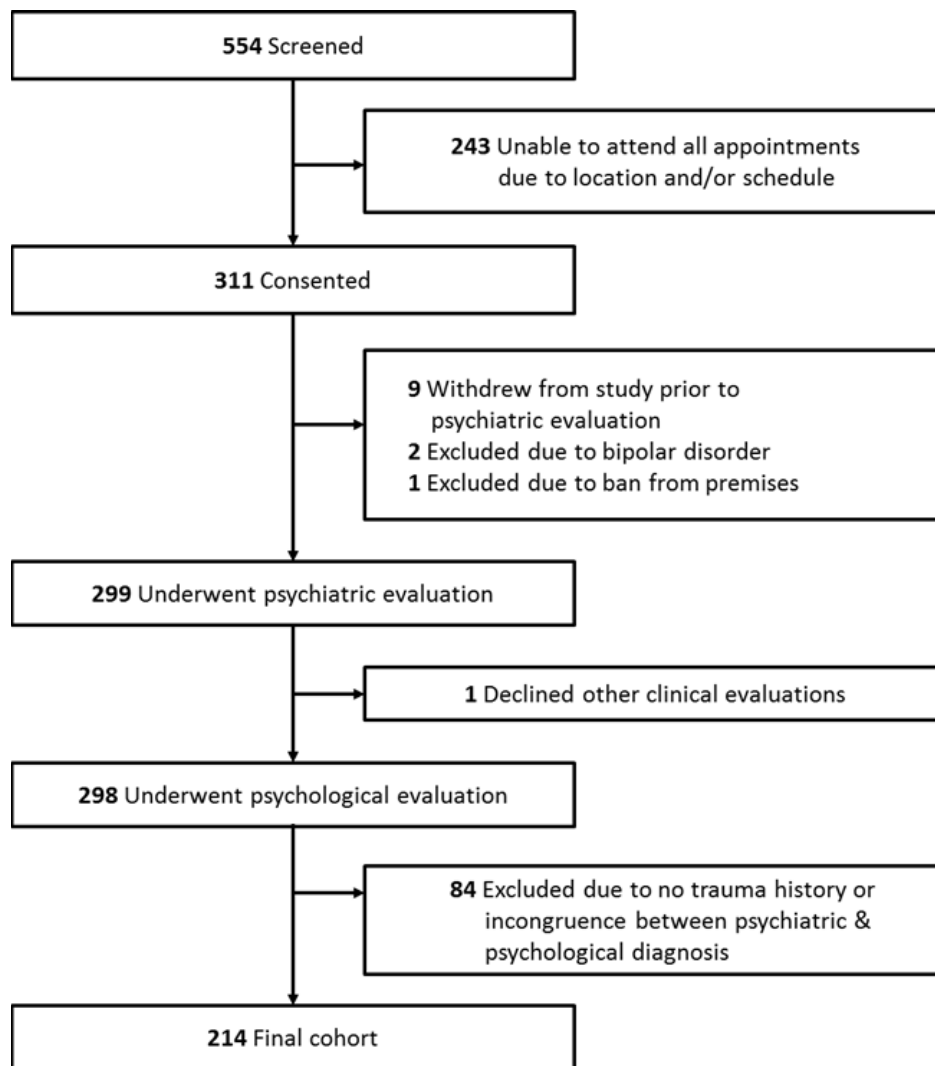 554 Screened
243 Unable to attend all appointments
due to location and/or schedule
311 Consented
9 Withdrew from study prior to
psychiatric evaluation
2 Excluded due to bipolar disorder
1 Excluded due to ban from premises
299 Underwent psychiatric evaluation
1 Declined other clinical evaluations
298 Underwent psychological evaluation
84 Excluded due to no trauma history or
incongruence between psychiatric &
psychological diagnosis
214 Final cohort